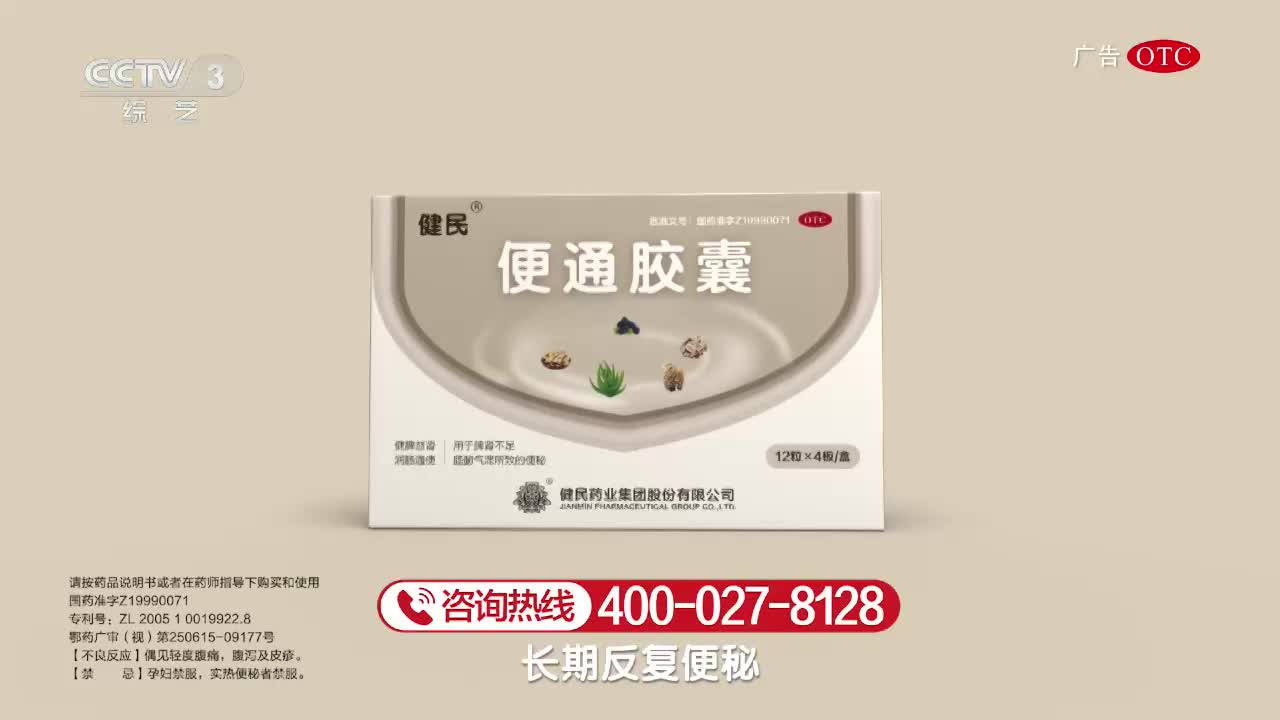 CCTV 3
综艺
广告 OTC
健民®
批准文号：国药准字Z19990071 OTC
便通胶囊
健脾益肾 用于脾肾不足
润肠通便 肠腑气滞所致的便秘
12粒×4板/盒
健民药业集团股份有限公司
JIANMIN PHARMACEUTICAL GROUP CO.,LTD.
请按药品说明书或者在药师指导下购买和使用
国药准字Z19990071
专利号：ZL 2005 1 0019922.8
鄂药广审（视）第250615-09177号
【不良反应】偶见轻度腹痛，腹泻及皮疹。
【禁 忌】孕妇禁服，实热便秘者禁服。
咨询热线 400-027-8128
长期反复便秘